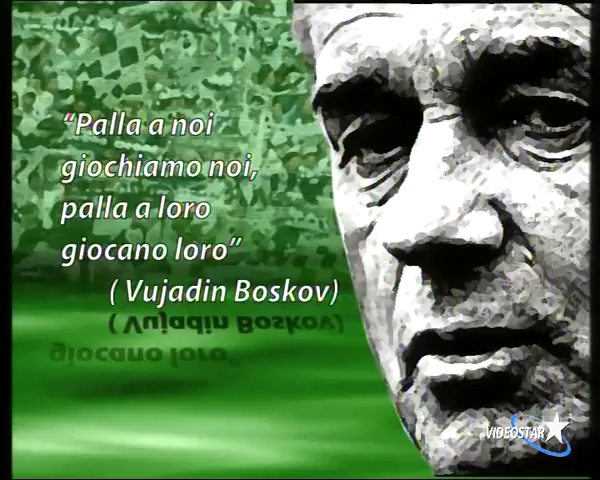 “Palla a noi
giochiamo noi,
palla a loro
giocano loro”
( Vujadin Boskov)
( Vujadin Boskov)
giocano loro”
VIDEOSTAR